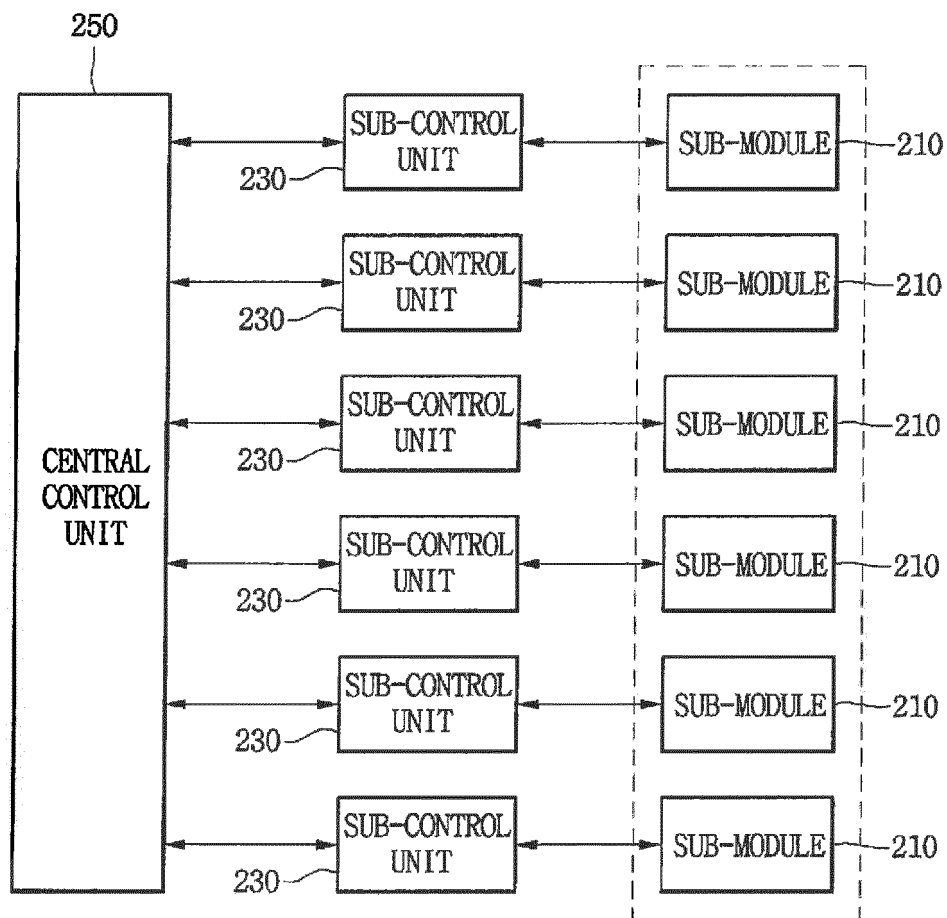 250
SUB-CONTROL
UNIT
230
SUB-MODULE
210
SUB-CONTROL
UNIT
230
SUB-MODULE
210
SUB-CONTROL
UNIT
230
SUB-MODULE
210
CENTRAL
CONTROL
UNIT
SUB-CONTROL
UNIT
230
SUB-MODULE
210
SUB-CONTROL
UNIT
230
SUB-MODULE
210
SUB-CONTROL
UNIT
230
SUB-MODULE
210